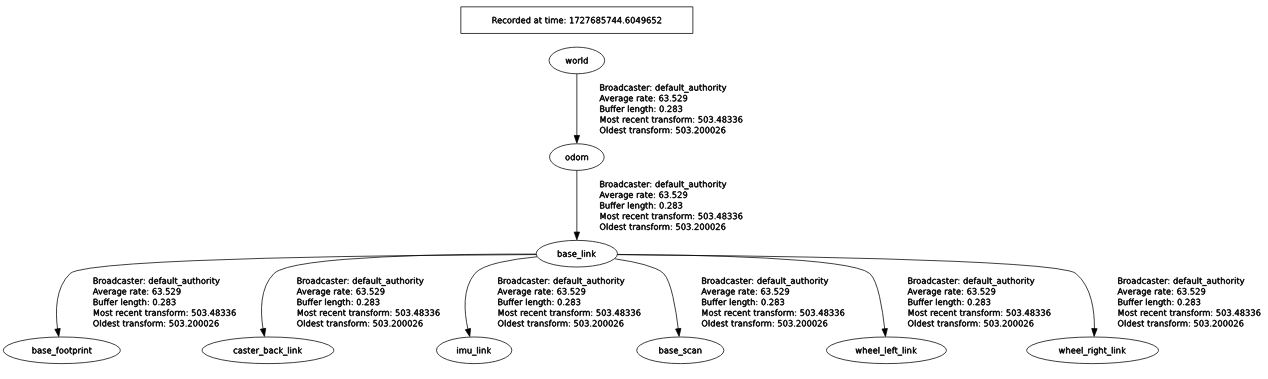 Recorded at time: 1727685744.6049652
world
Broadcaster: default_authority
Average rate: 63.529
Buffer length: 0.283
Most recent transform: 503.48336
Oldest transform: 503.200026
odom
Broadcaster: default_authority
Average rate: 63.529
Buffer length: 0.283
Most recent transform: 503.48336
Oldest transform: 503.200026
base_link
Broadcaster: default_authority
Average rate: 63.529
Buffer length: 0.283
Most recent transform: 503.48336
Oldest transform: 503.200026
Broadcaster: default_authority
Average rate: 63.529
Buffer length: 0.283
Most recent transform: 503.48336
Oldest transform: 503.200026
Broadcaster: default_authority
Average rate: 63.529
Buffer length: 0.283
Most recent transform: 503.48336
Oldest transform: 503.200026
Broadcaster: default_authority
Average rate: 63.529
Buffer length: 0.283
Most recent transform: 503.48336
Oldest transform: 503.200026
Broadcaster: default_authority
Average rate: 63.529
Buffer length: 0.283
Most recent transform: 503.48336
Oldest transform: 503.200026
Broadcaster: default_authority
Average rate: 63.529
Buffer length: 0.283
Most recent transform: 503.48336
Oldest transform: 503.200026
base_footprint
caster_back_link
imu_link
base_scan
wheel_left_link
wheel_right_link